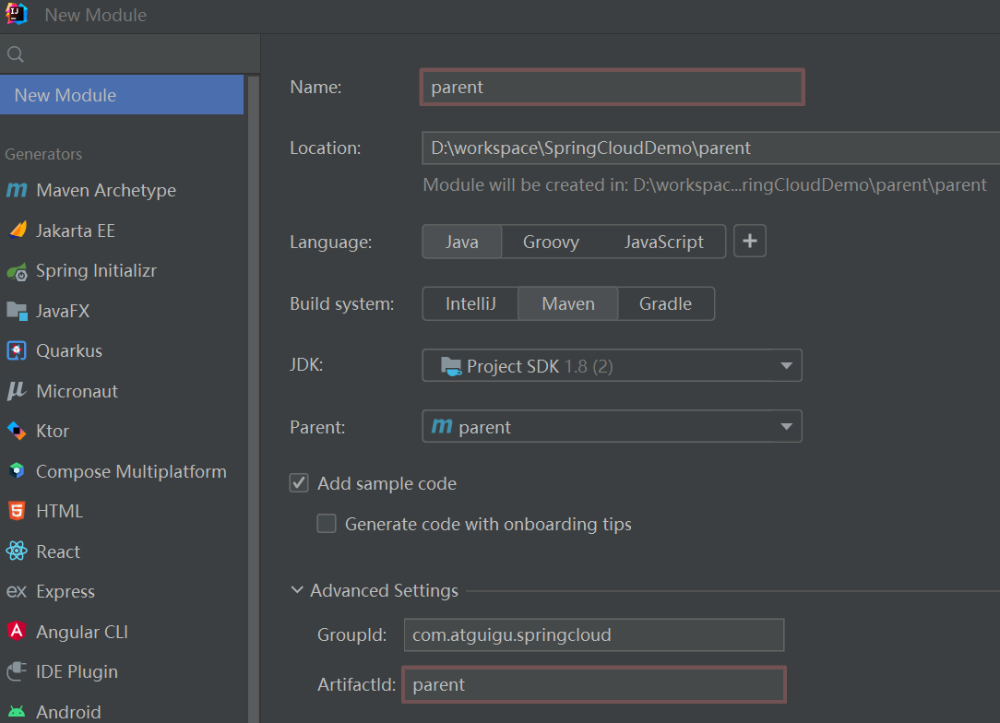 New Module
New Module
Generators
Maven Archetype
Jakarta EE
Spring Initializr
JavaFX
Quarkus
Micronaut
Ktor
Compose Multiplatform
HTML
React
ex Express
Angular CLI
IDE Plugin
Android
Name: parent
Location: D:\workspace\SpringCloudDemo\parent
Module will be created in: D:\workspac...ringCloudDemo\parent\parent
Language: Java Groovy JavaScript +
Build system: IntelliJ Maven Gradle
JDK: Project SDK 1.8 (2)
Parent: m parent
Add sample code
Generate code with onboarding tips
Advanced Settings
GroupId: com.atguigu.springcloud
ArtifactId: parent